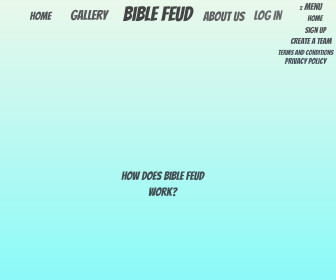 HOME GALLERY BIBLE FEUD ABOUT US LOG IN
: MENU
HOME
SIGN UP
CREATE A TEAM
TERMS AND CONDITIONS
PRIVACY POLICY
HOW DOES BIBLE FEUD
WORK?